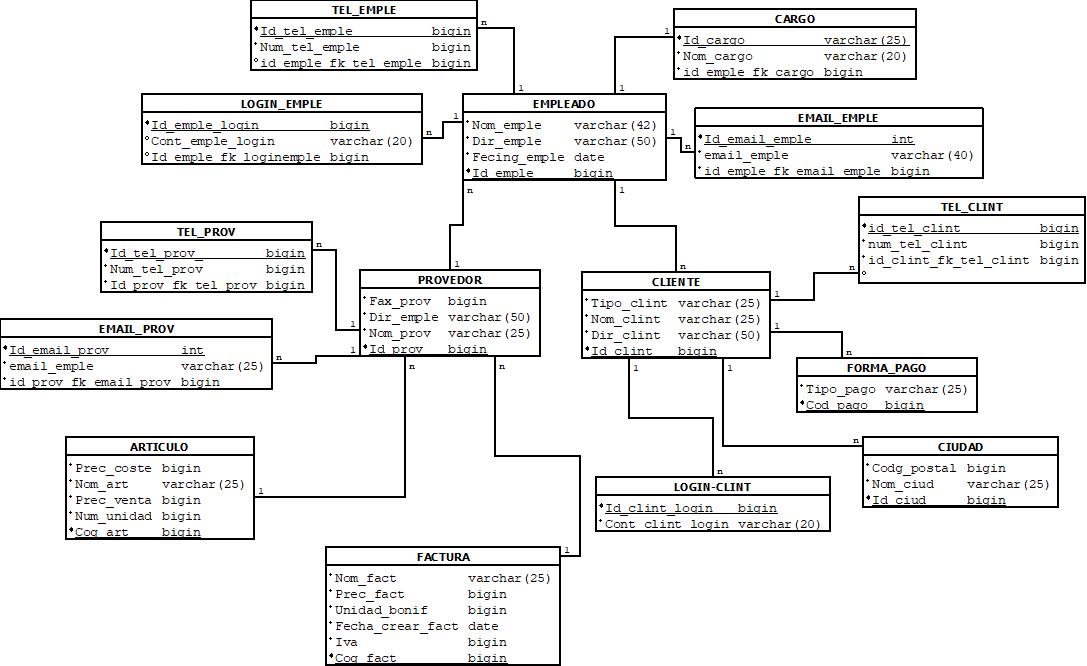 TEL_EMPLE
Id_tel_emple bigin
Num_tel_emple bigin
id_emple_fk_tel_emple bigin
n
1
CARGO
Id_cargo varchar(25)
Nom_cargo varchar(20)
id_emple_fk_cargo bigin
1
1
LOGIN_EMPLE
Id_emple_login bigin
Cont_emple_login varchar(20)
Id_emple_fk_loginemple bigin
n
1
EMPLEADO
Nom_emple varchar(42)
Dir_emple varchar(50)
Fecing_emple date
Id_emple bigin
1
n
EMAIL_EMPLE
Id_email_emple int
email_emple varchar(40)
id_emple_fk_email_emple bigin
n
1
1
n
TEL_PROV
Id_tel_prov_ bigin
Num_tel_prov bigin
Id_prov_fk_tel_prov bigin
n
1
TEL_CLINT
id_tel_clint bigin
num_tel_clint bigin
id_clint_fk_tel_clint bigin
n
1
PROVEDOR
Fax_prov bigin
Dir_emple varchar(50)
Nom_prov varchar(25)
Id_prov bigin
CLIENTE
Tipo_clint varchar(25)
Nom_clint varchar(25)
Dir_clint varchar(50)
Id_clint bigin
EMAIL_PROV
Id_email_prov int
email_emple varchar(25)
id_prov_fk_email_prov bigin
n
1
1
n
FORMA_PAGO
Tipo_pago varchar(25)
Cod_pago bigin
n
n
1
1
ARTICULO
Prec_coste bigin
Nom_art varchar(25)
Prec_venta bigin
Num_unidad bigin
Cog_art bigin
1
n
CIUDAD
Codg_postal bigin
Nom_ciud varchar(25)
Id_ciud bigin
n
LOGIN-CLINT
Id_clint_login bigin
Cont_clint_login varchar(20)
1
FACTURA
Nom_fact varchar(25)
Prec_fact bigin
Unidad_bonif bigin
Fecha_crear_fact date
Iva bigin
Cog_fact bigin